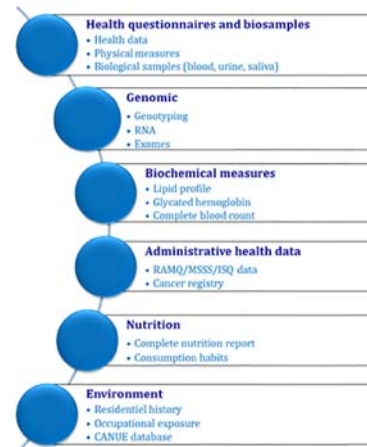 Health questionnaires and biosamples
• Health data
• Physical measures
• Biological samples (blood, urine, saliva)
Genomic
• Genotyping
• RNA
• Exomes
Biochemical measures
• Lipid profile
• Glycated hemoglobin
• Complete blood count
Administrative health data
• RAMQ/MSSS/ISQ data
• Cancer registry
Nutrition
• Complete nutrition report
• Consumption habits
Environment
• Residentiel history
• Occupational exposure
• CANUE database